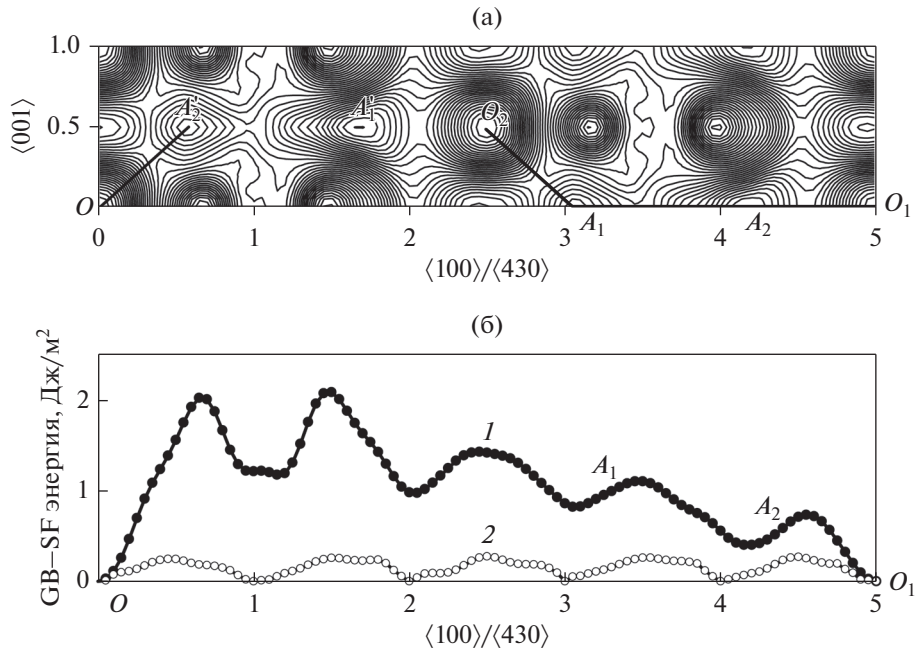 (а)
⟨001⟩
1.0
0.5
0
O
A′2
A′1
O2
A1
A2
O1
0 1 2 3 4 5
⟨100⟩/⟨430⟩
(б)
GB–SF энергия, Дж/м2
2
1
0
1
2
A1
A2
O
O1
1 2 3 4 5
⟨100⟩/⟨430⟩